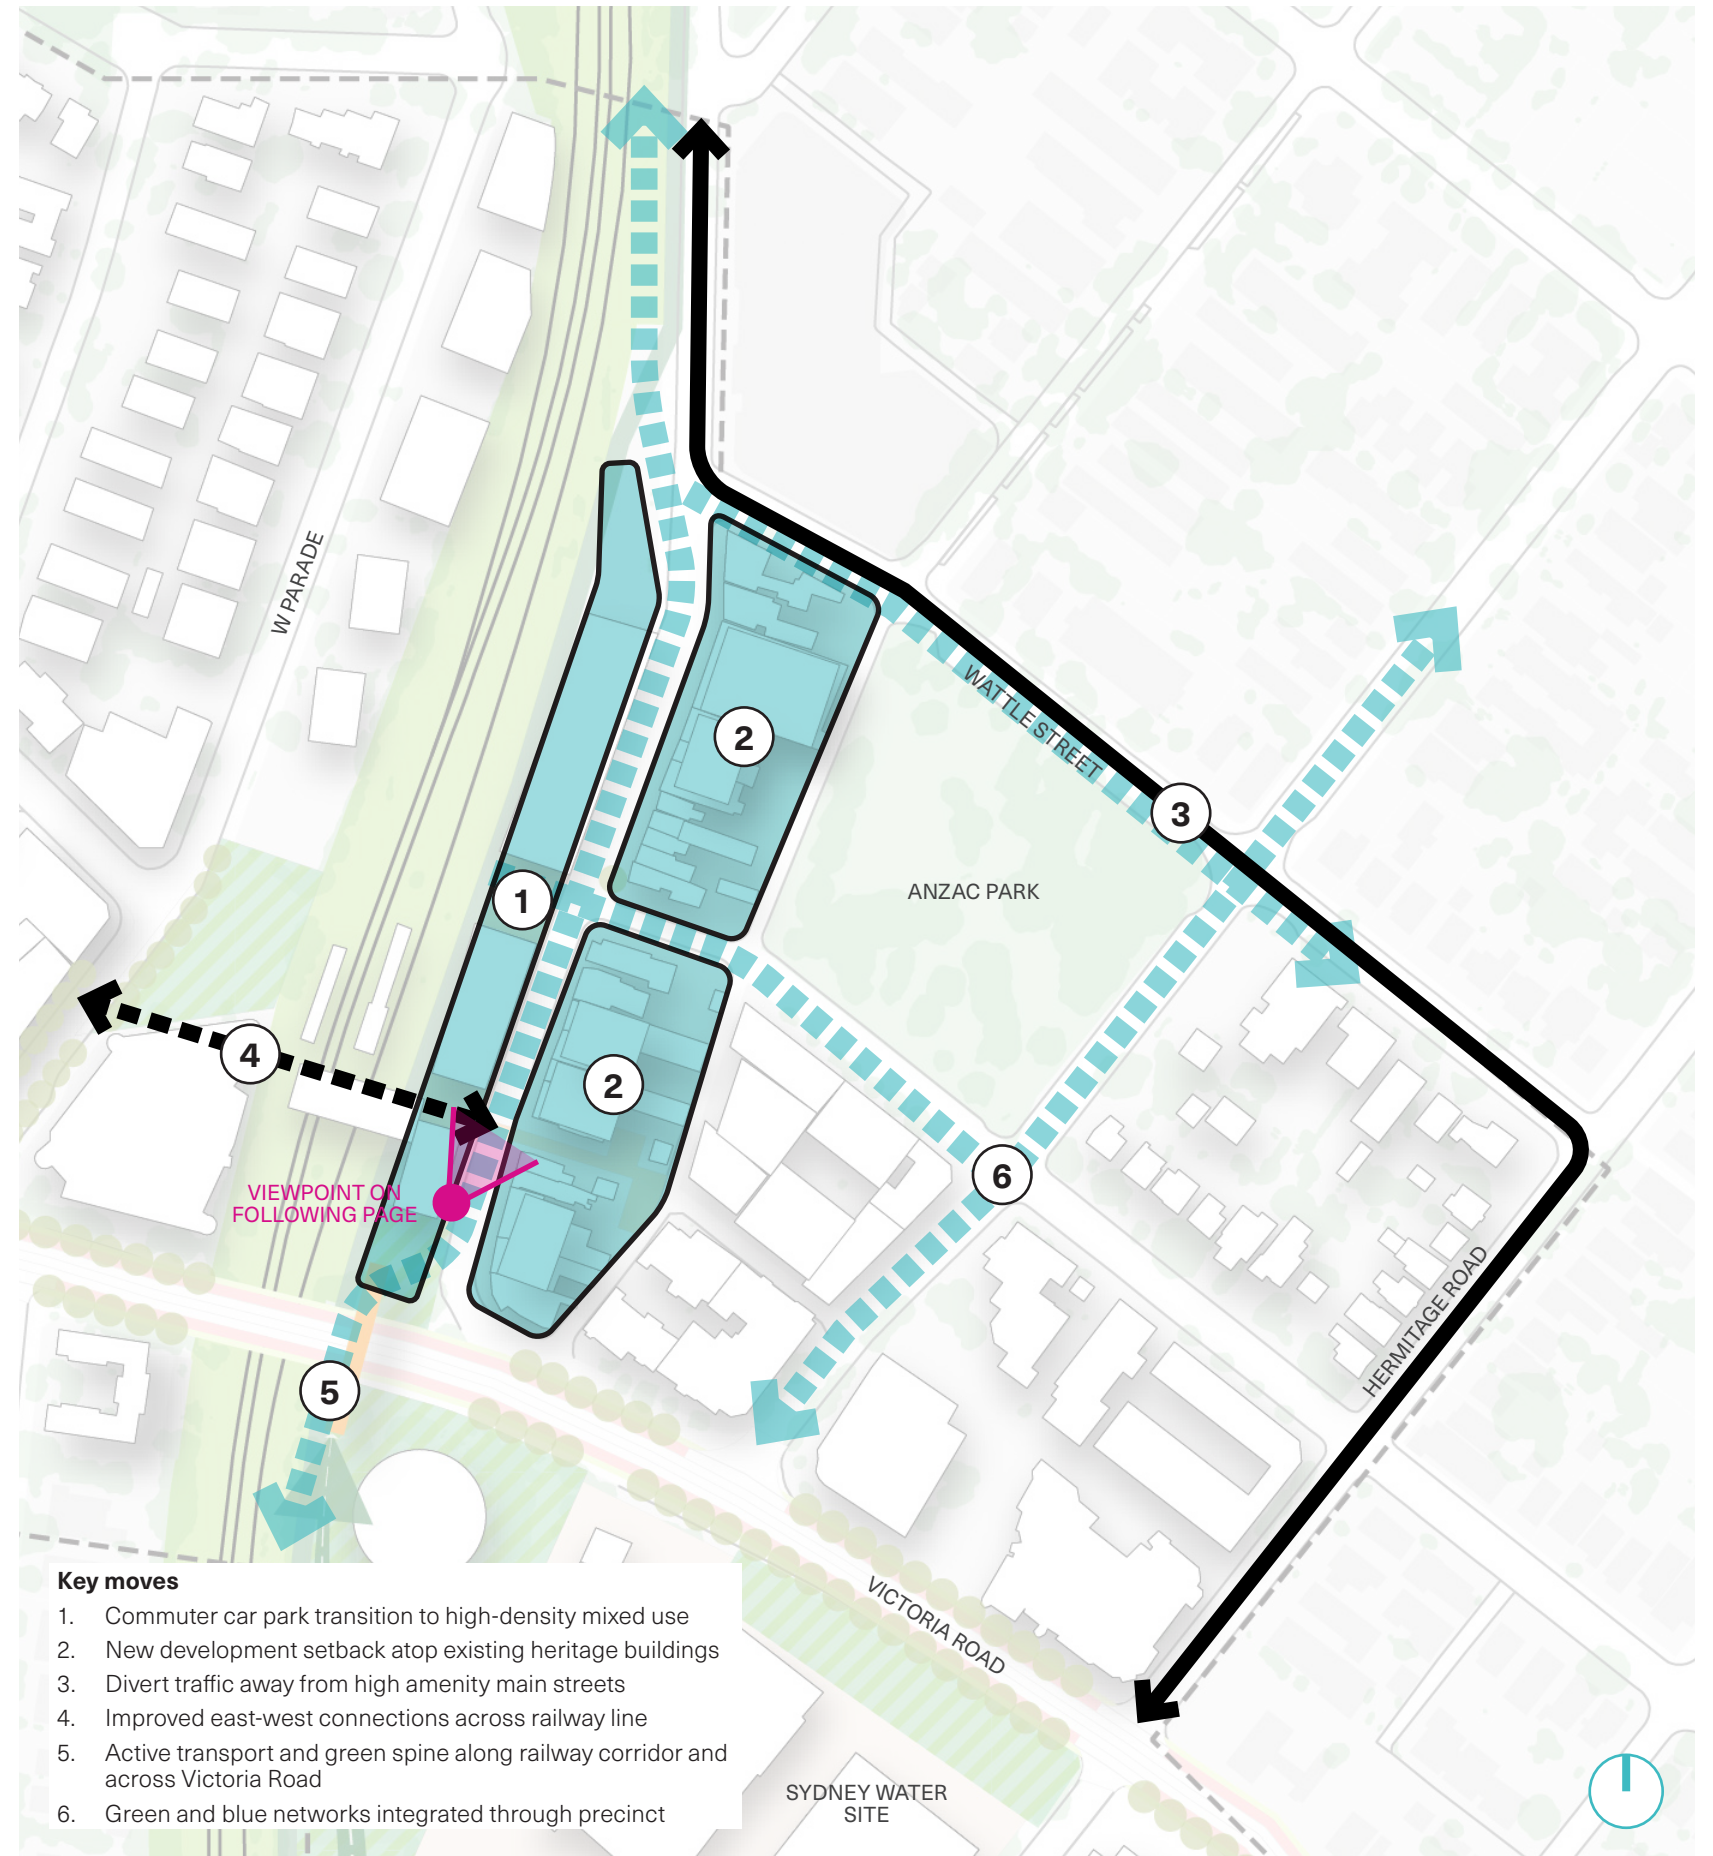 W PARADE
WATTLE STREET
2
3
ANZAC PARK
1
4
2
6
VIEWPOINT ON
FOLLOWING PAGE
HERMITAGE ROAD
5
VICTORIA ROAD
Key moves
1. Commuter car park transition to high-density mixed use
2. New development setback atop existing heritage buildings
3. Divert traffic away from high amenity main streets
4. Improved east-west connections across railway line
5. Active transport and green spine along railway corridor and
across Victoria Road
6. Green and blue networks integrated through precinct
SYDNEY WATER
SITE